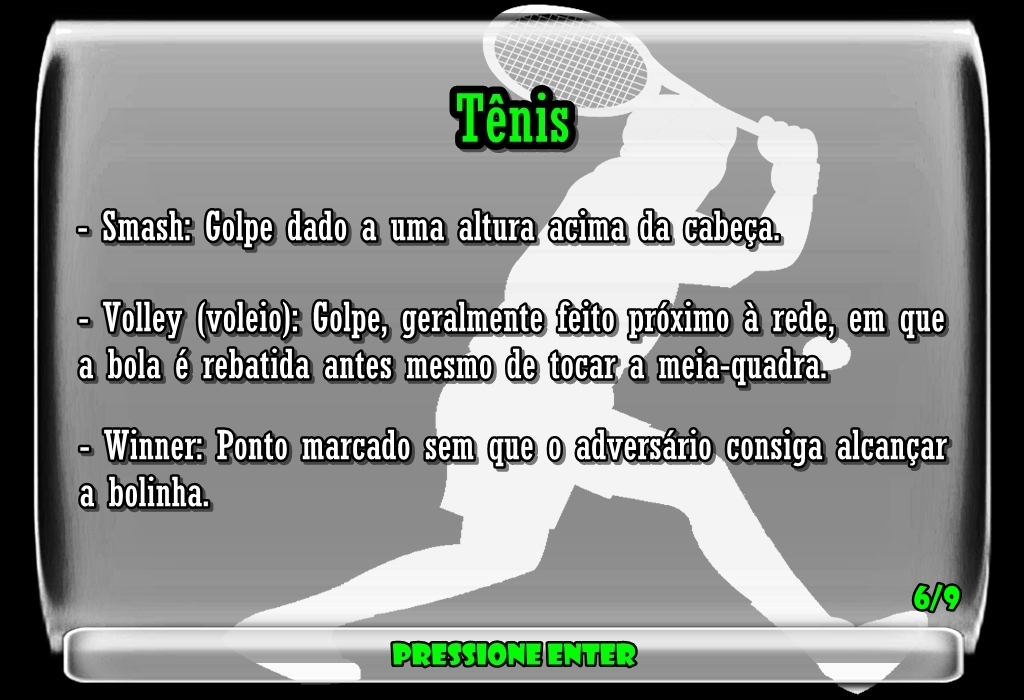 Tênis
- Smash: Golpe dado a uma altura acima da cabeça.
- Volley (voleio): Golpe, geralmente feito próximo à rede, em que
a bola é rebatida antes mesmo de tocar a meia-quadra.
- Winner: Ponto marcado sem que o adversário consiga alcançar
a bolinha.
6/9
PRESSIONE ENTER